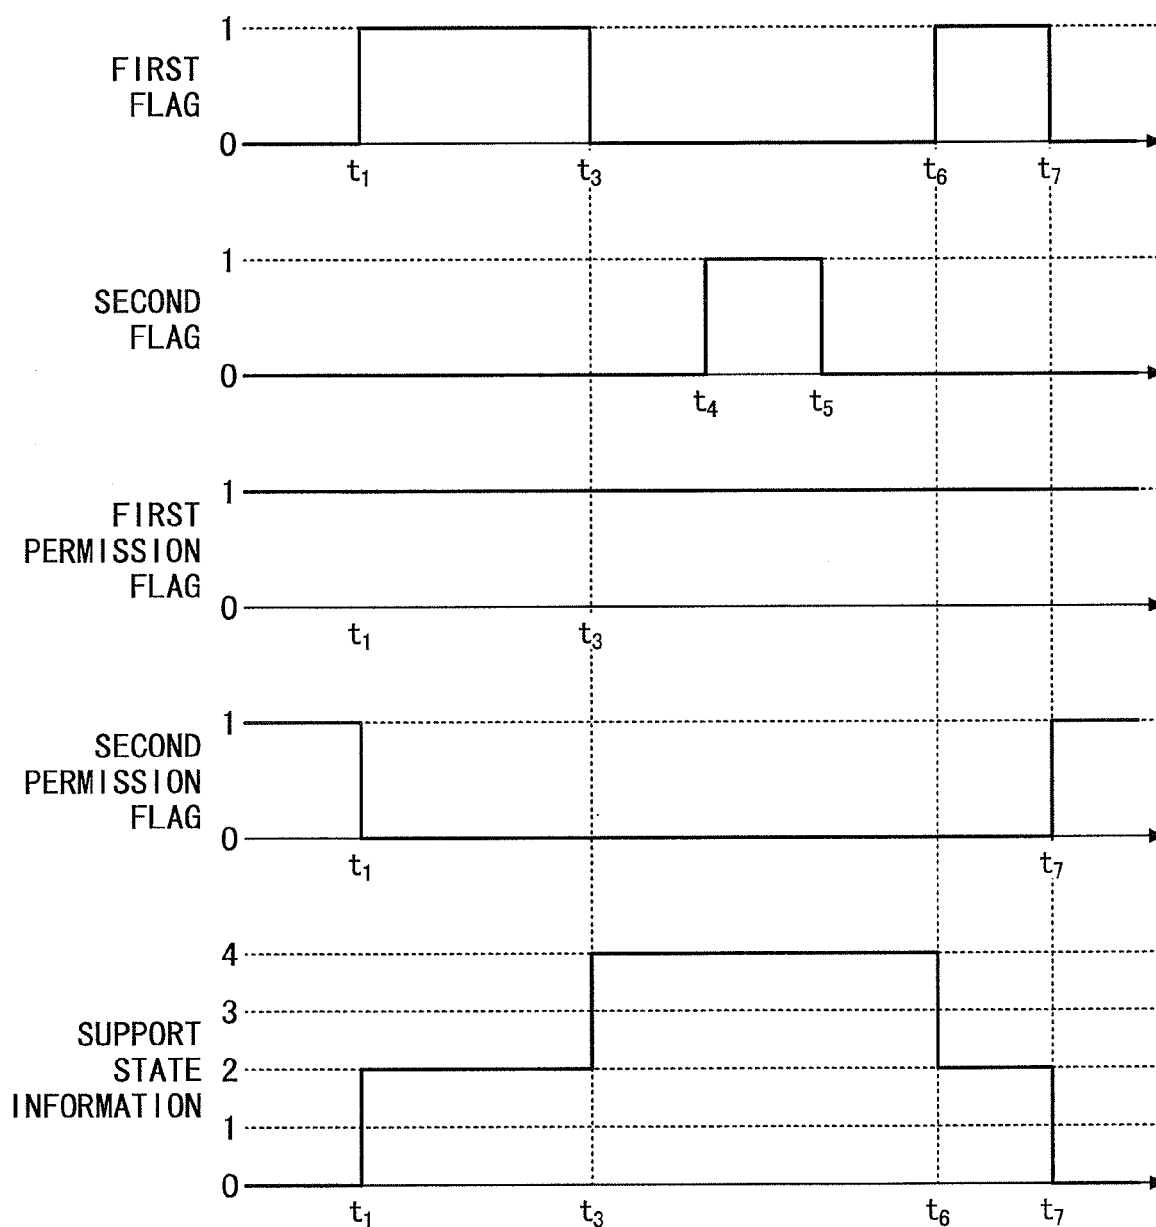 1
FIRST
FLAG
0
t1 t3 t6 t7
1
SECOND
FLAG
0
t4 t5
1
FIRST
PERMISSION
FLAG
0
t1 t3
1
SECOND
PERMISSION
FLAG
0
t1 t7
4
3
SUPPORT
STATE 2
INFORMATION
1
0
t1 t3 t6 t7